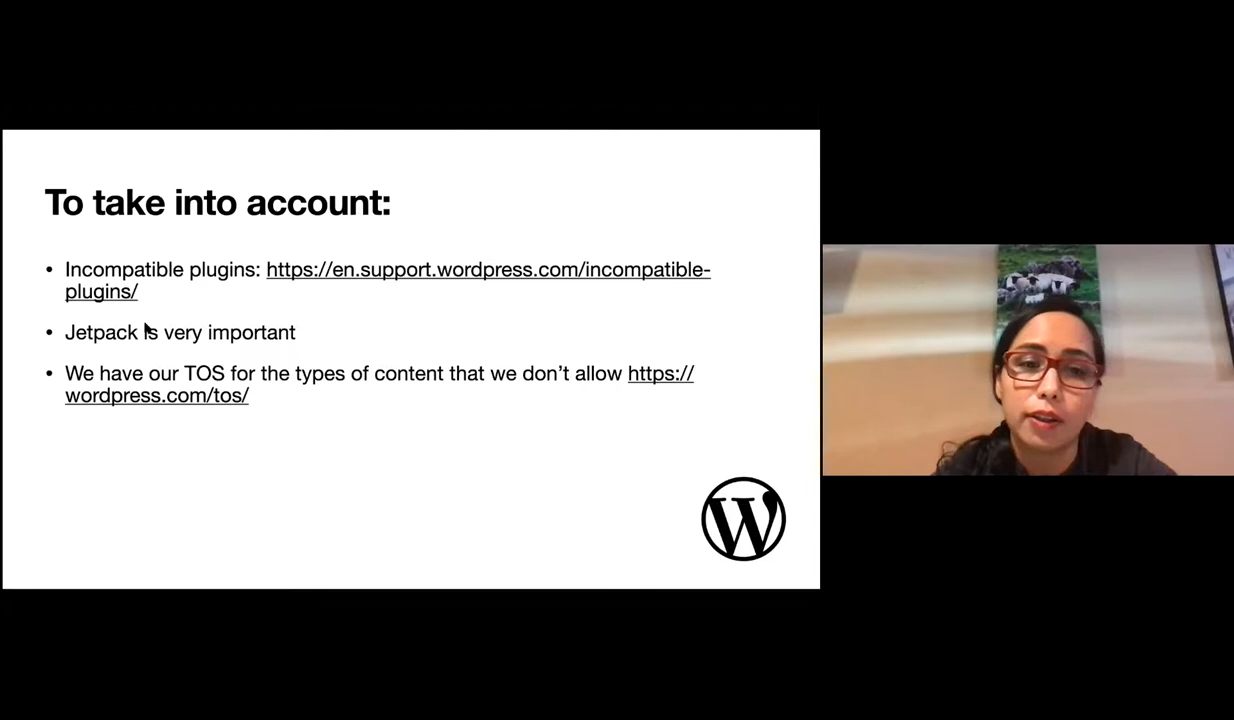 To take into account:
• Incompatible plugins: https://en.support.wordpress.com/incompatible-
plugins/
• Jetpack is very important
• We have our TOS for the types of content that we don’t allow https://
wordpress.com/tos/